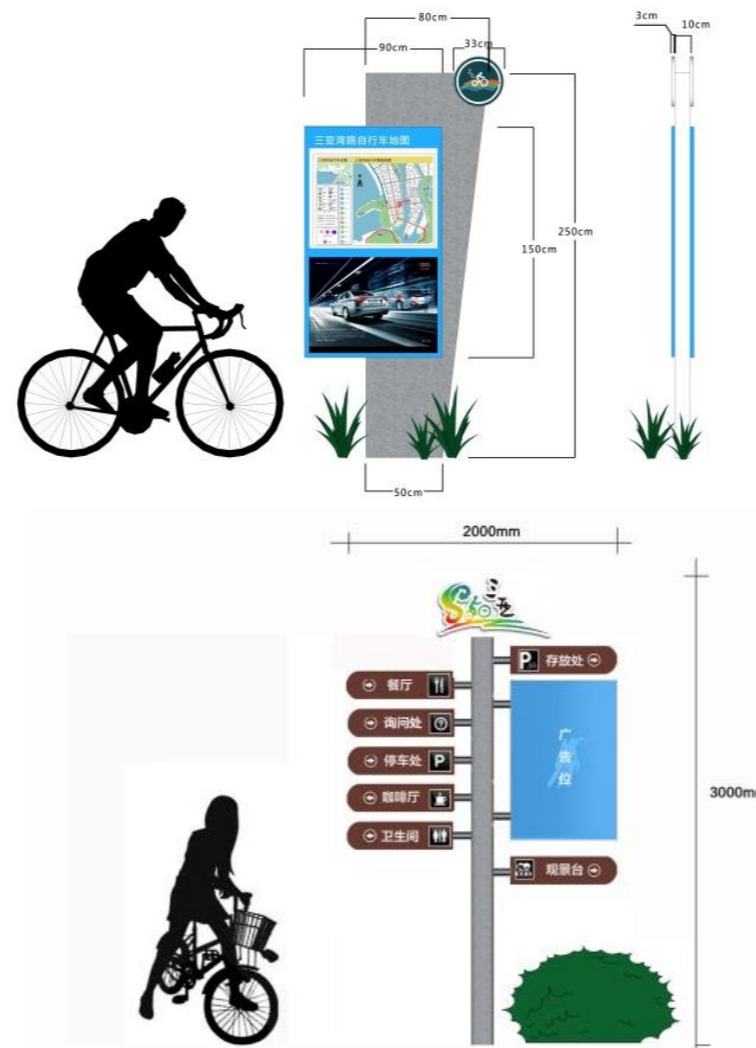 80cm
3cm
10cm
90cm
33cm
三亚湾路自行车地图
250cm
150cm
50cm
2000mm
三亚
P 存放处
餐厅
询问处 ?
广告位
停车处 P
3000m
咖啡厅
卫生间
观景台